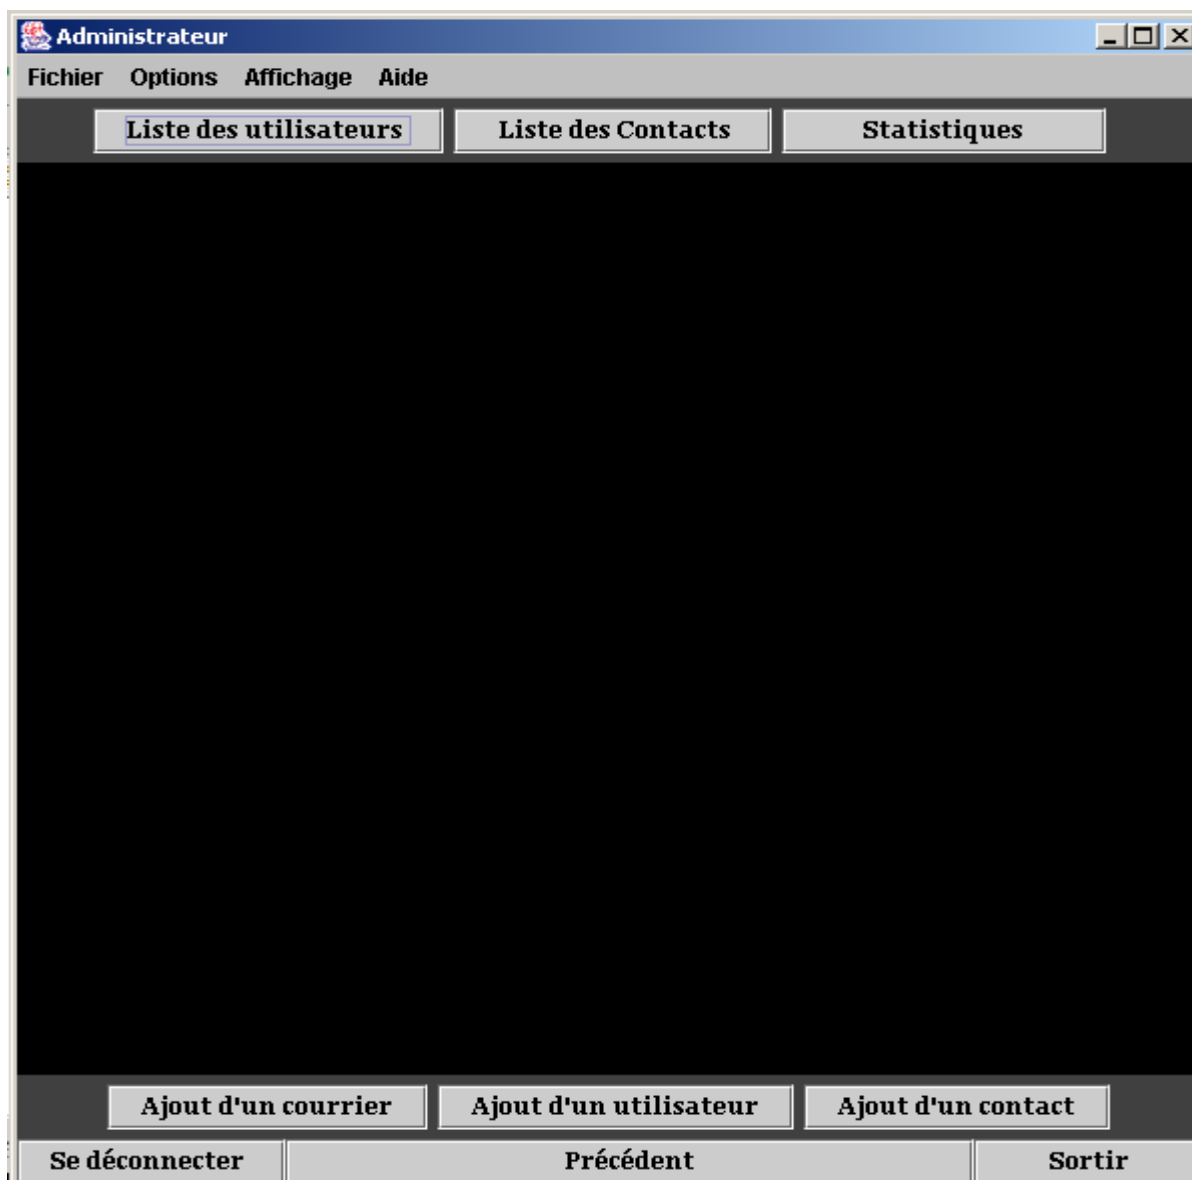 Administrateur
Fichier Options Affichage Aide
Liste des utilisateurs Liste des Contacts Statistiques
Ajout d'un courrier Ajout d'un utilisateur Ajout d'un contact
Se déconnecter Précédent Sortir